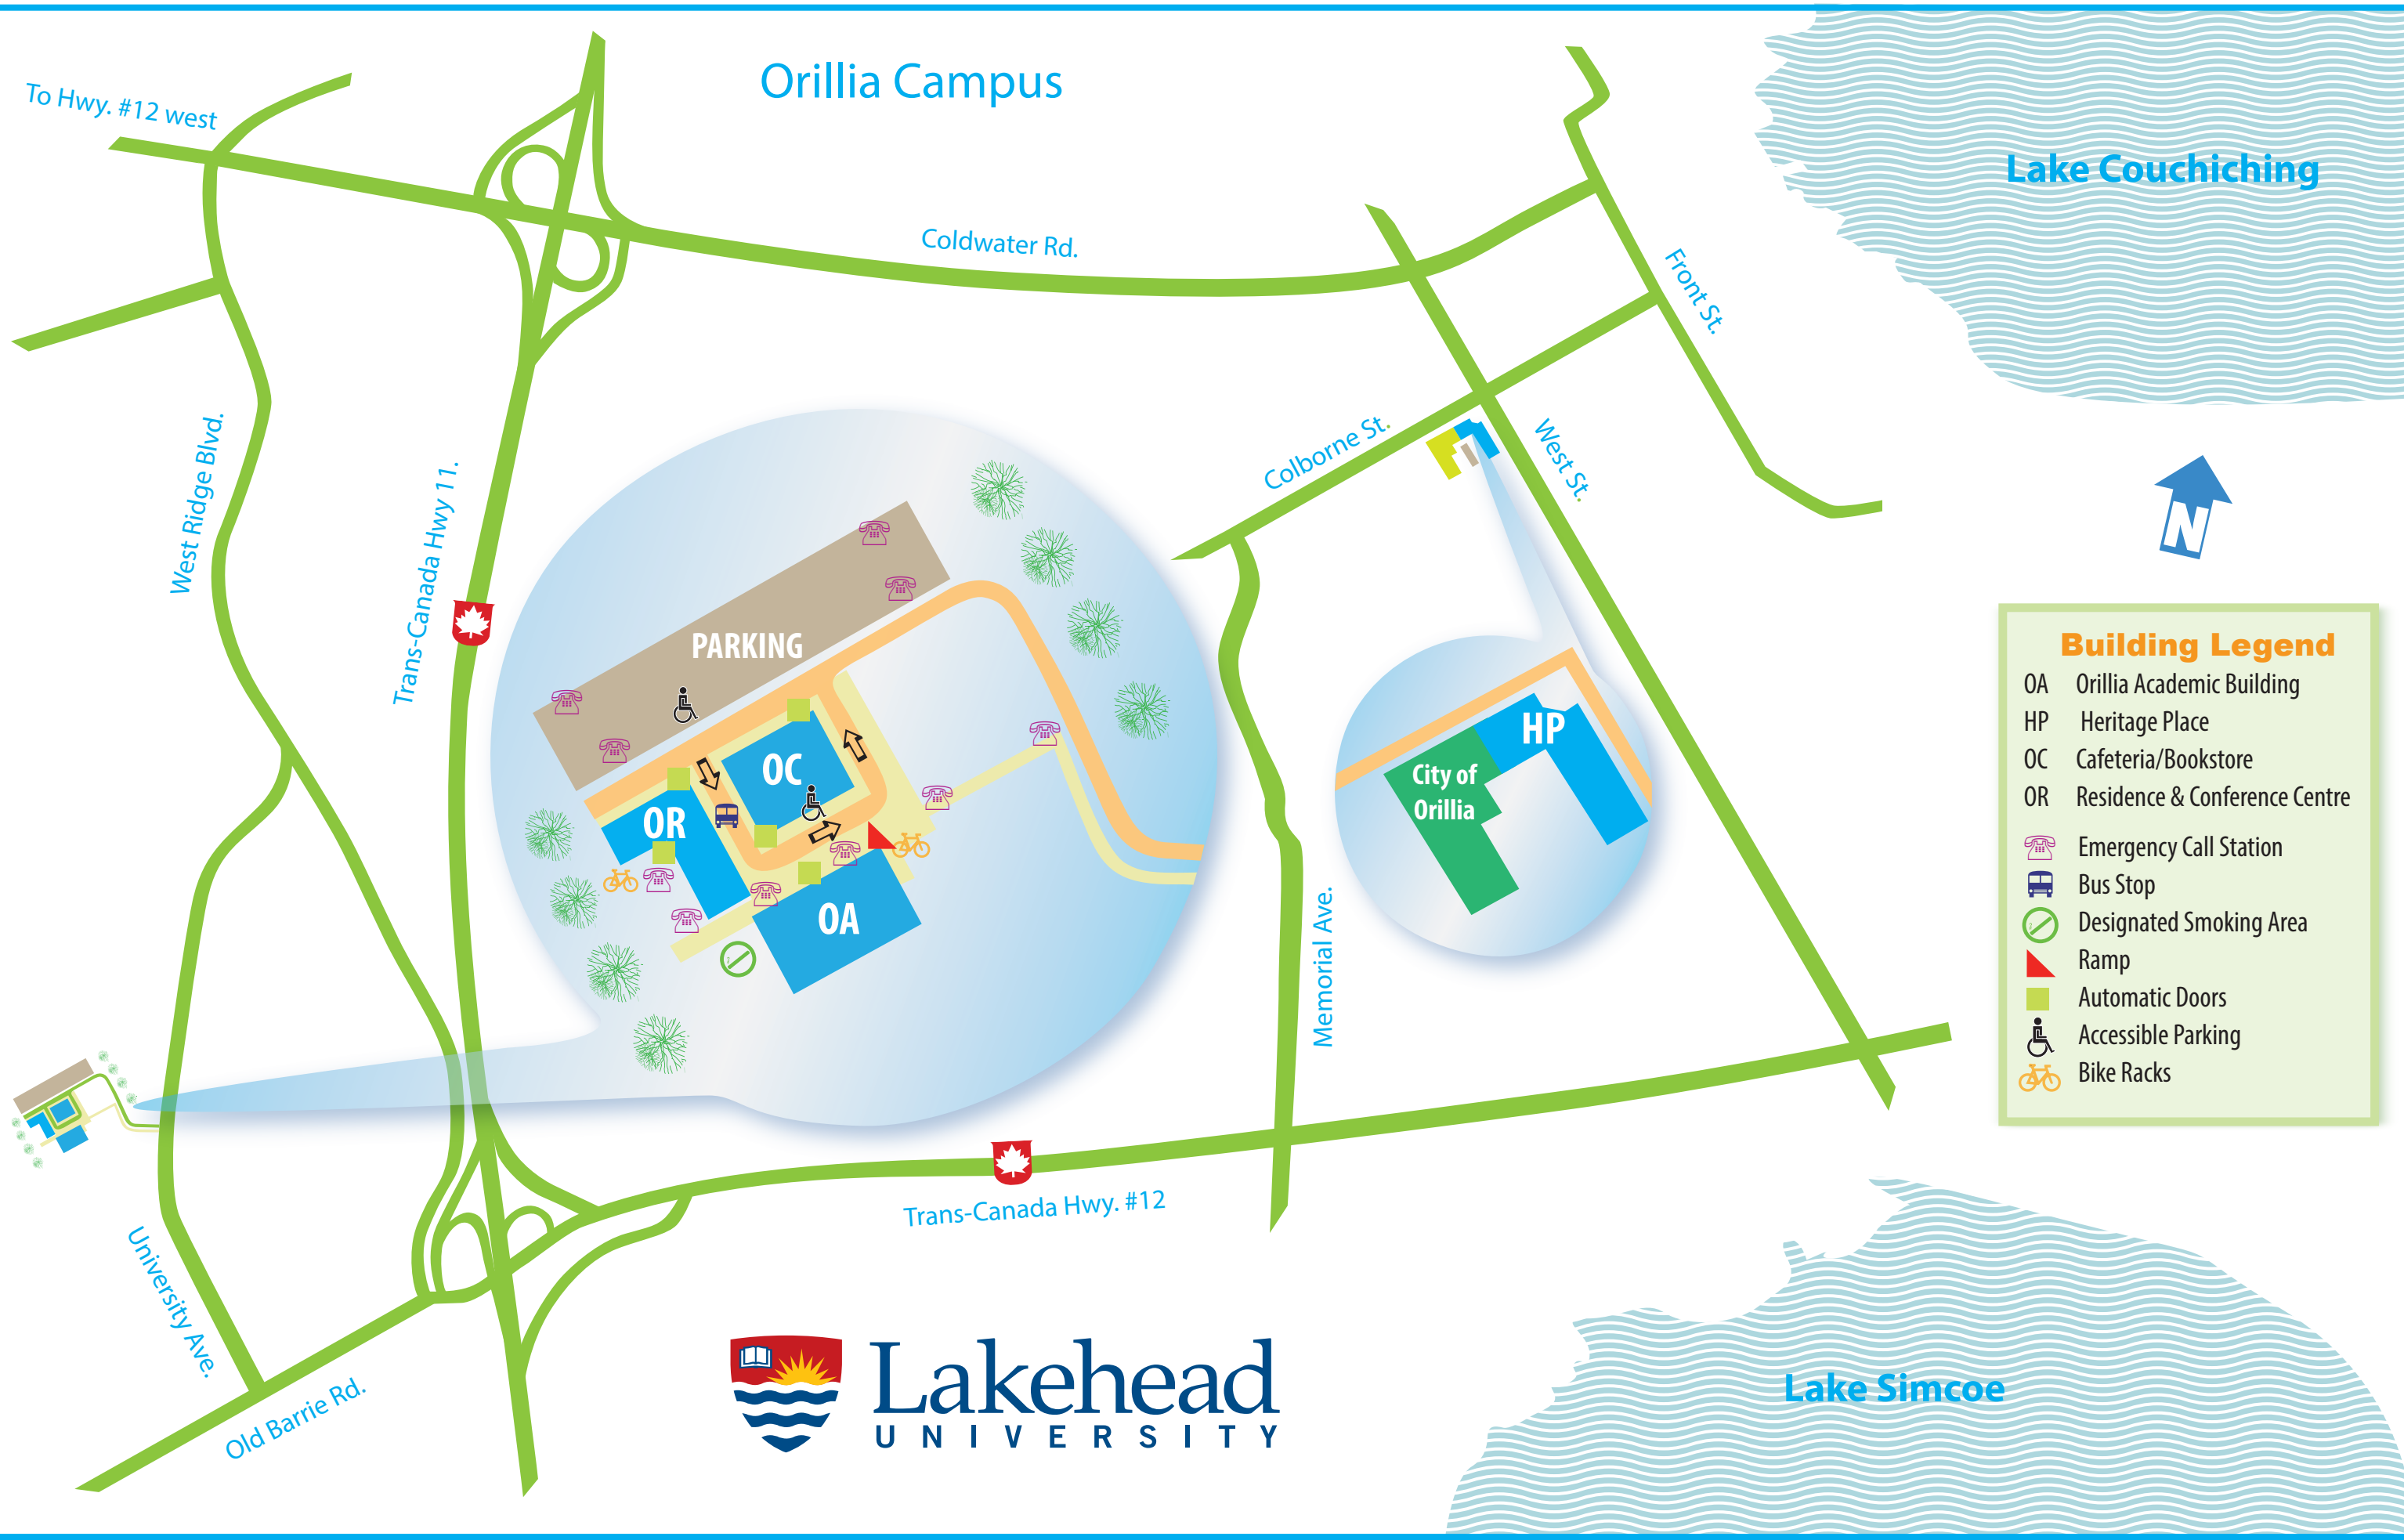 Orillia Campus
To Hwy. #12 west
Lake Couchiching
Coldwater Rd.
Front St.
West Ridge Blvd.
Trans-Canada Hwy 11.
Colborne St.
West St.
N
PARKING
OC
OR
OA
HP
City of
Orillia
Building Legend
OA Orillia Academic Building
HP Heritage Place
OC Cafeteria/Bookstore
OR Residence & Conference Centre
Emergency Call Station
Bus Stop
Designated Smoking Area
Ramp
Automatic Doors
Accessible Parking
Bike Racks
Memorial Ave.
Trans-Canada Hwy. #12
University Ave.
Old Barrie Rd.
Lake Simcoe
Lakehead
UNIVERSITY